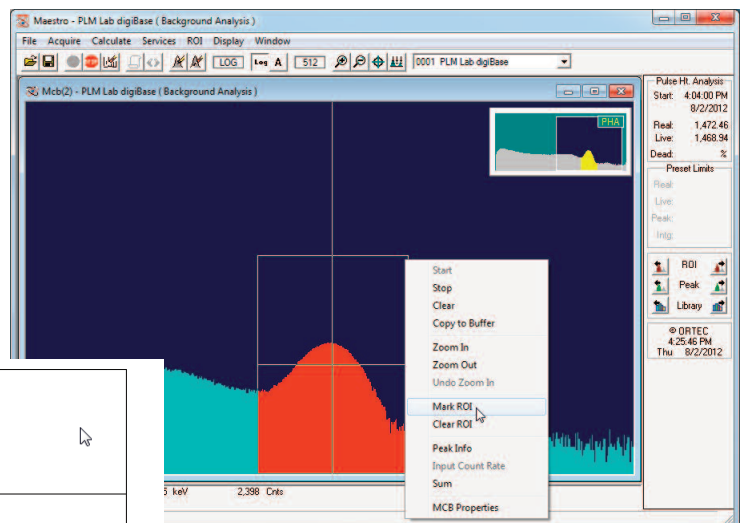 Maestro - PLM Lab digiBase ( Background Analysis )
File Acquire Calculate Services ROI Display Window
LOG Log A 512 0001 PLM Lab digiBase
Mcb(2) - PLM Lab digiBase ( Background Analysis )
PHA
Pulse Ht. Analysis
Start: 4:04:00 PM
8/2/2012
Real: 1,472.46
Live: 1,468.94
Dead: %
Preset Limits
Real:
Live:
Peak:
Intg:
ROI
Peak
Library
© ORTEC
4:25:46 PM
Thu 8/2/2012
Start
Stop
Clear
Copy to Buffer
Zoom In
Zoom Out
Undo Zoom In
Mark ROI
Clear ROI
Peak Info
Input Count Rate
Sum
MCB Properties
keV 2,398 Cnts